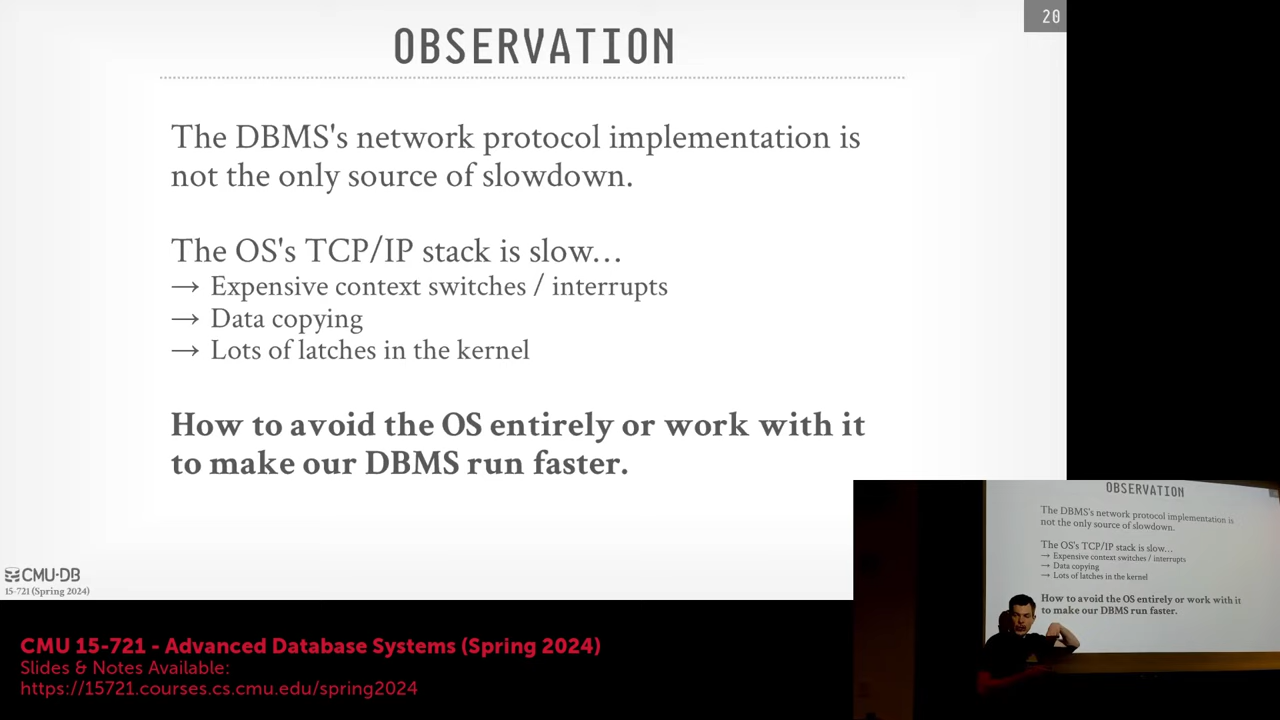 20
OBSERVATION
The DBMS's network protocol implementation is
not the only source of slowdown.
The OS's TCP/IP stack is slow…
→ Expensive context switches / interrupts
→ Data copying
→ Lots of latches in the kernel
How to avoid the OS entirely or work with it
to make our DBMS run faster.
CMU·DB
15-721 (Spring 2024)
OBSERVATION
The DBMS's network protocol implementation is
not the only source of slowdown.
The OS's TCP/IP stack is slow…
→ Expensive context switches / interrupts
→ Data copying
→ Lots of latches in the kernel
How to avoid the OS entirely or work with it
to make our DBMS run faster.
CMU 15-721 - Advanced Database Systems (Spring 2024)
Slides & Notes Available:
https://15721.courses.cs.cmu.edu/spring2024